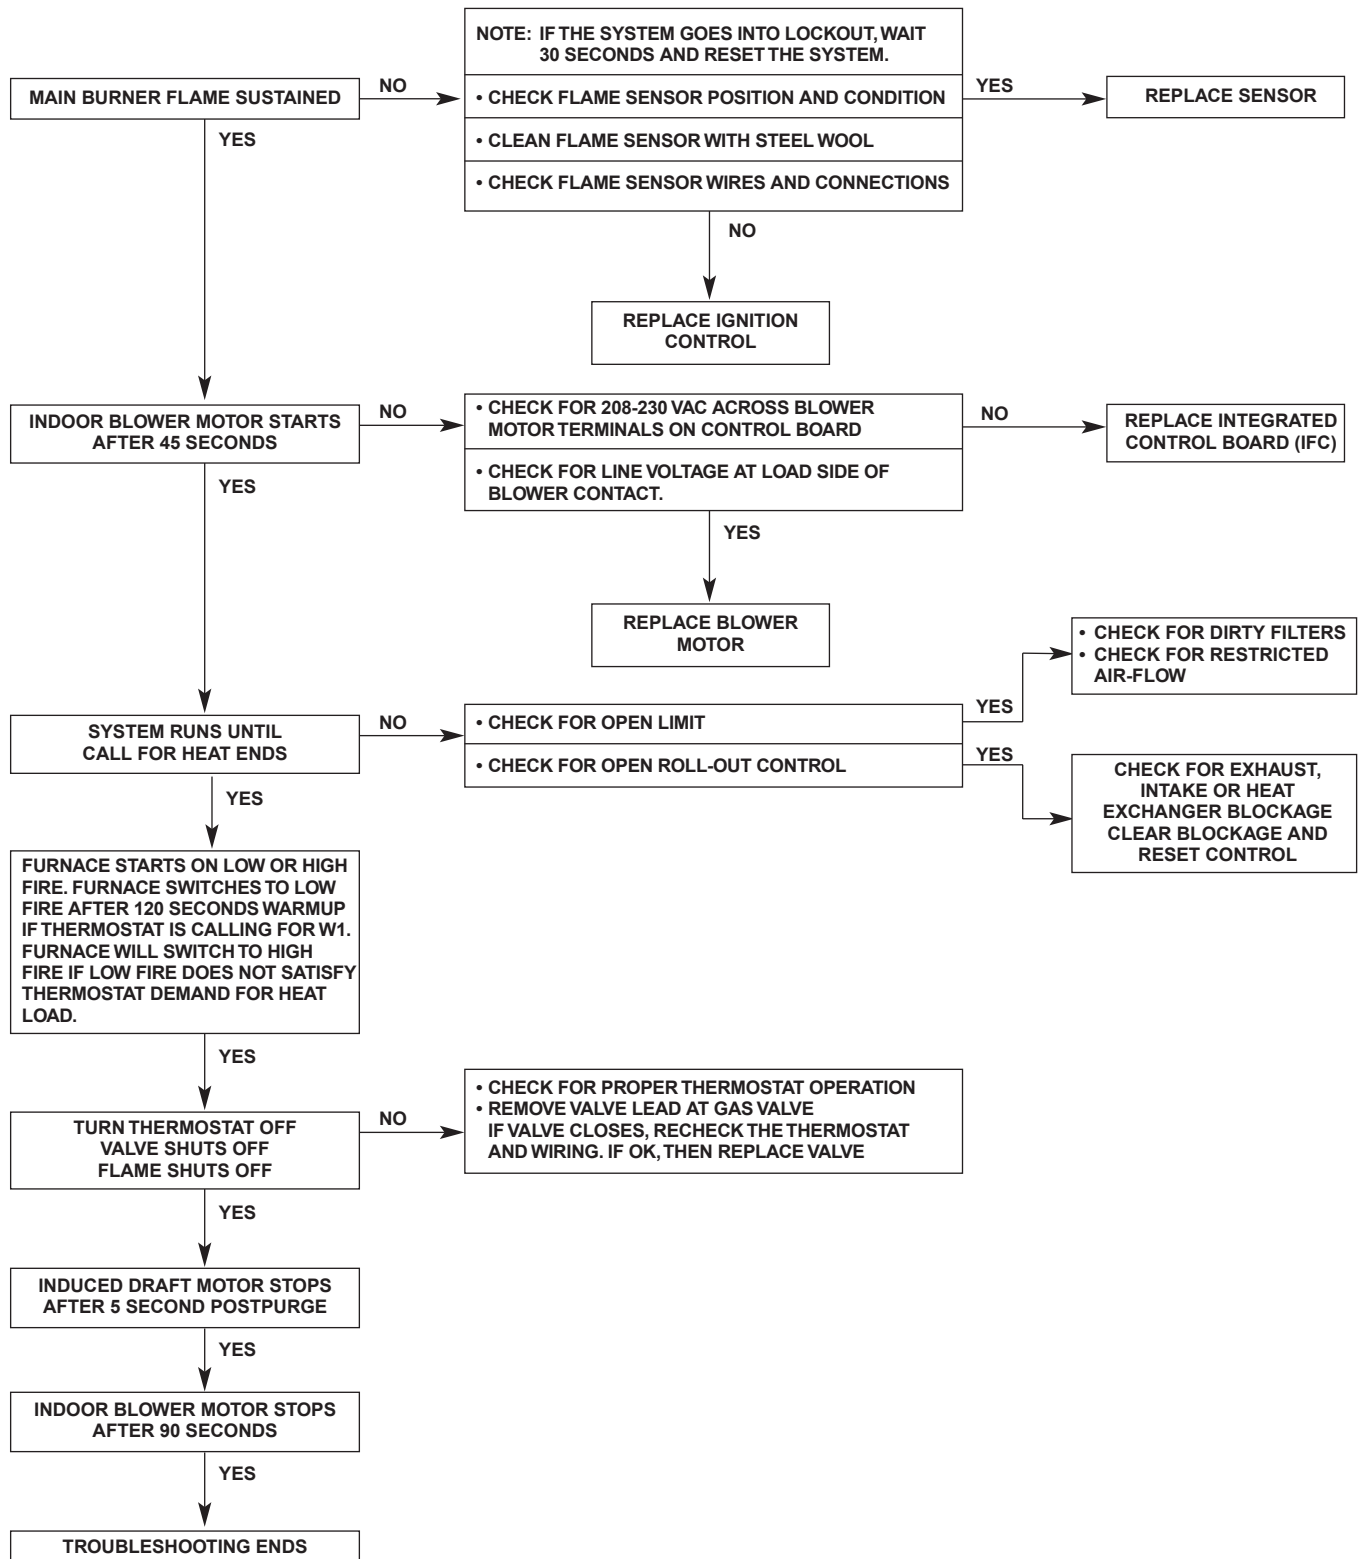 NOTE: IF THE SYSTEM GOES INTO LOCKOUT, WAIT
30 SECONDS AND RESET THE SYSTEM.
MAIN BURNER FLAME SUSTAINED
NO
• CHECK FLAME SENSOR POSITION AND CONDITION
YES
REPLACE SENSOR
YES
• CLEAN FLAME SENSOR WITH STEEL WOOL
• CHECK FLAME SENSOR WIRES AND CONNECTIONS
NO
REPLACE IGNITION
CONTROL
INDOOR BLOWER MOTOR STARTS
AFTER 45 SECONDS
NO
• CHECK FOR 208-230 VAC ACROSS BLOWER
MOTOR TERMINALS ON CONTROL BOARD
NO
REPLACE INTEGRATED
CONTROL BOARD (IFC)
YES
• CHECK FOR LINE VOLTAGE AT LOAD SIDE OF
BLOWER CONTACT.
YES
REPLACE BLOWER
MOTOR
• CHECK FOR DIRTY FILTERS
• CHECK FOR RESTRICTED
AIR-FLOW
SYSTEM RUNS UNTIL
CALL FOR HEAT ENDS
NO
• CHECK FOR OPEN LIMIT
YES
• CHECK FOR OPEN ROLL-OUT CONTROL
YES
CHECK FOR EXHAUST,
INTAKE OR HEAT
EXCHANGER BLOCKAGE
CLEAR BLOCKAGE AND
RESET CONTROL
YES
FURNACE STARTS ON LOW OR HIGH
FIRE. FURNACE SWITCHES TO LOW
FIRE AFTER 120 SECONDS WARMUP
IF THERMOSTAT IS CALLING FOR W1.
FURNACE WILL SWITCH TO HIGH
FIRE IF LOW FIRE DOES NOT SATISFY
THERMOSTAT DEMAND FOR HEAT
LOAD.
YES
TURN THERMOSTAT OFF
VALVE SHUTS OFF
FLAME SHUTS OFF
NO
• CHECK FOR PROPER THERMOSTAT OPERATION
• REMOVE VALVE LEAD AT GAS VALVE
IF VALVE CLOSES, RECHECK THE THERMOSTAT
AND WIRING. IF OK, THEN REPLACE VALVE
YES
INDUCED DRAFT MOTOR STOPS
AFTER 5 SECOND POSTPURGE
YES
INDOOR BLOWER MOTOR STOPS
AFTER 90 SECONDS
YES
TROUBLESHOOTING ENDS